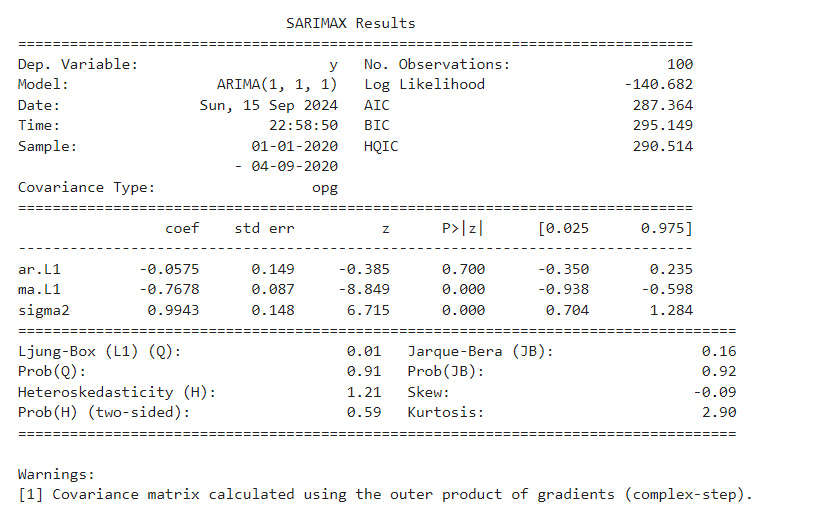 SARIMAX Results
==============================================================================
Dep. Variable: y No. Observations: 100
Model: ARIMA(1, 1, 1) Log Likelihood -140.682
Date: Sun, 15 Sep 2024 AIC 287.364
Time: 22:58:50 BIC 295.149
Sample: 01-01-2020 HQIC 290.514
- 04-09-2020
Covariance Type: opg
==============================================================================
coef std err z P>|z| [0.025 0.975]
------------------------------------------------------------------------------
ar.L1 -0.0575 0.149 -0.385 0.700 -0.350 0.235
ma.L1 -0.7678 0.087 -8.849 0.000 -0.938 -0.598
sigma2 0.9943 0.148 6.715 0.000 0.704 1.284
===================================================================================
Ljung-Box (L1) (Q): 0.01 Jarque-Bera (JB): 0.16
Prob(Q): 0.91 Prob(JB): 0.92
Heteroskedasticity (H): 1.21 Skew: -0.09
Prob(H) (two-sided): 0.59 Kurtosis: 2.90
===================================================================================
Warnings:
[1] Covariance matrix calculated using the outer product of gradients (complex-step).